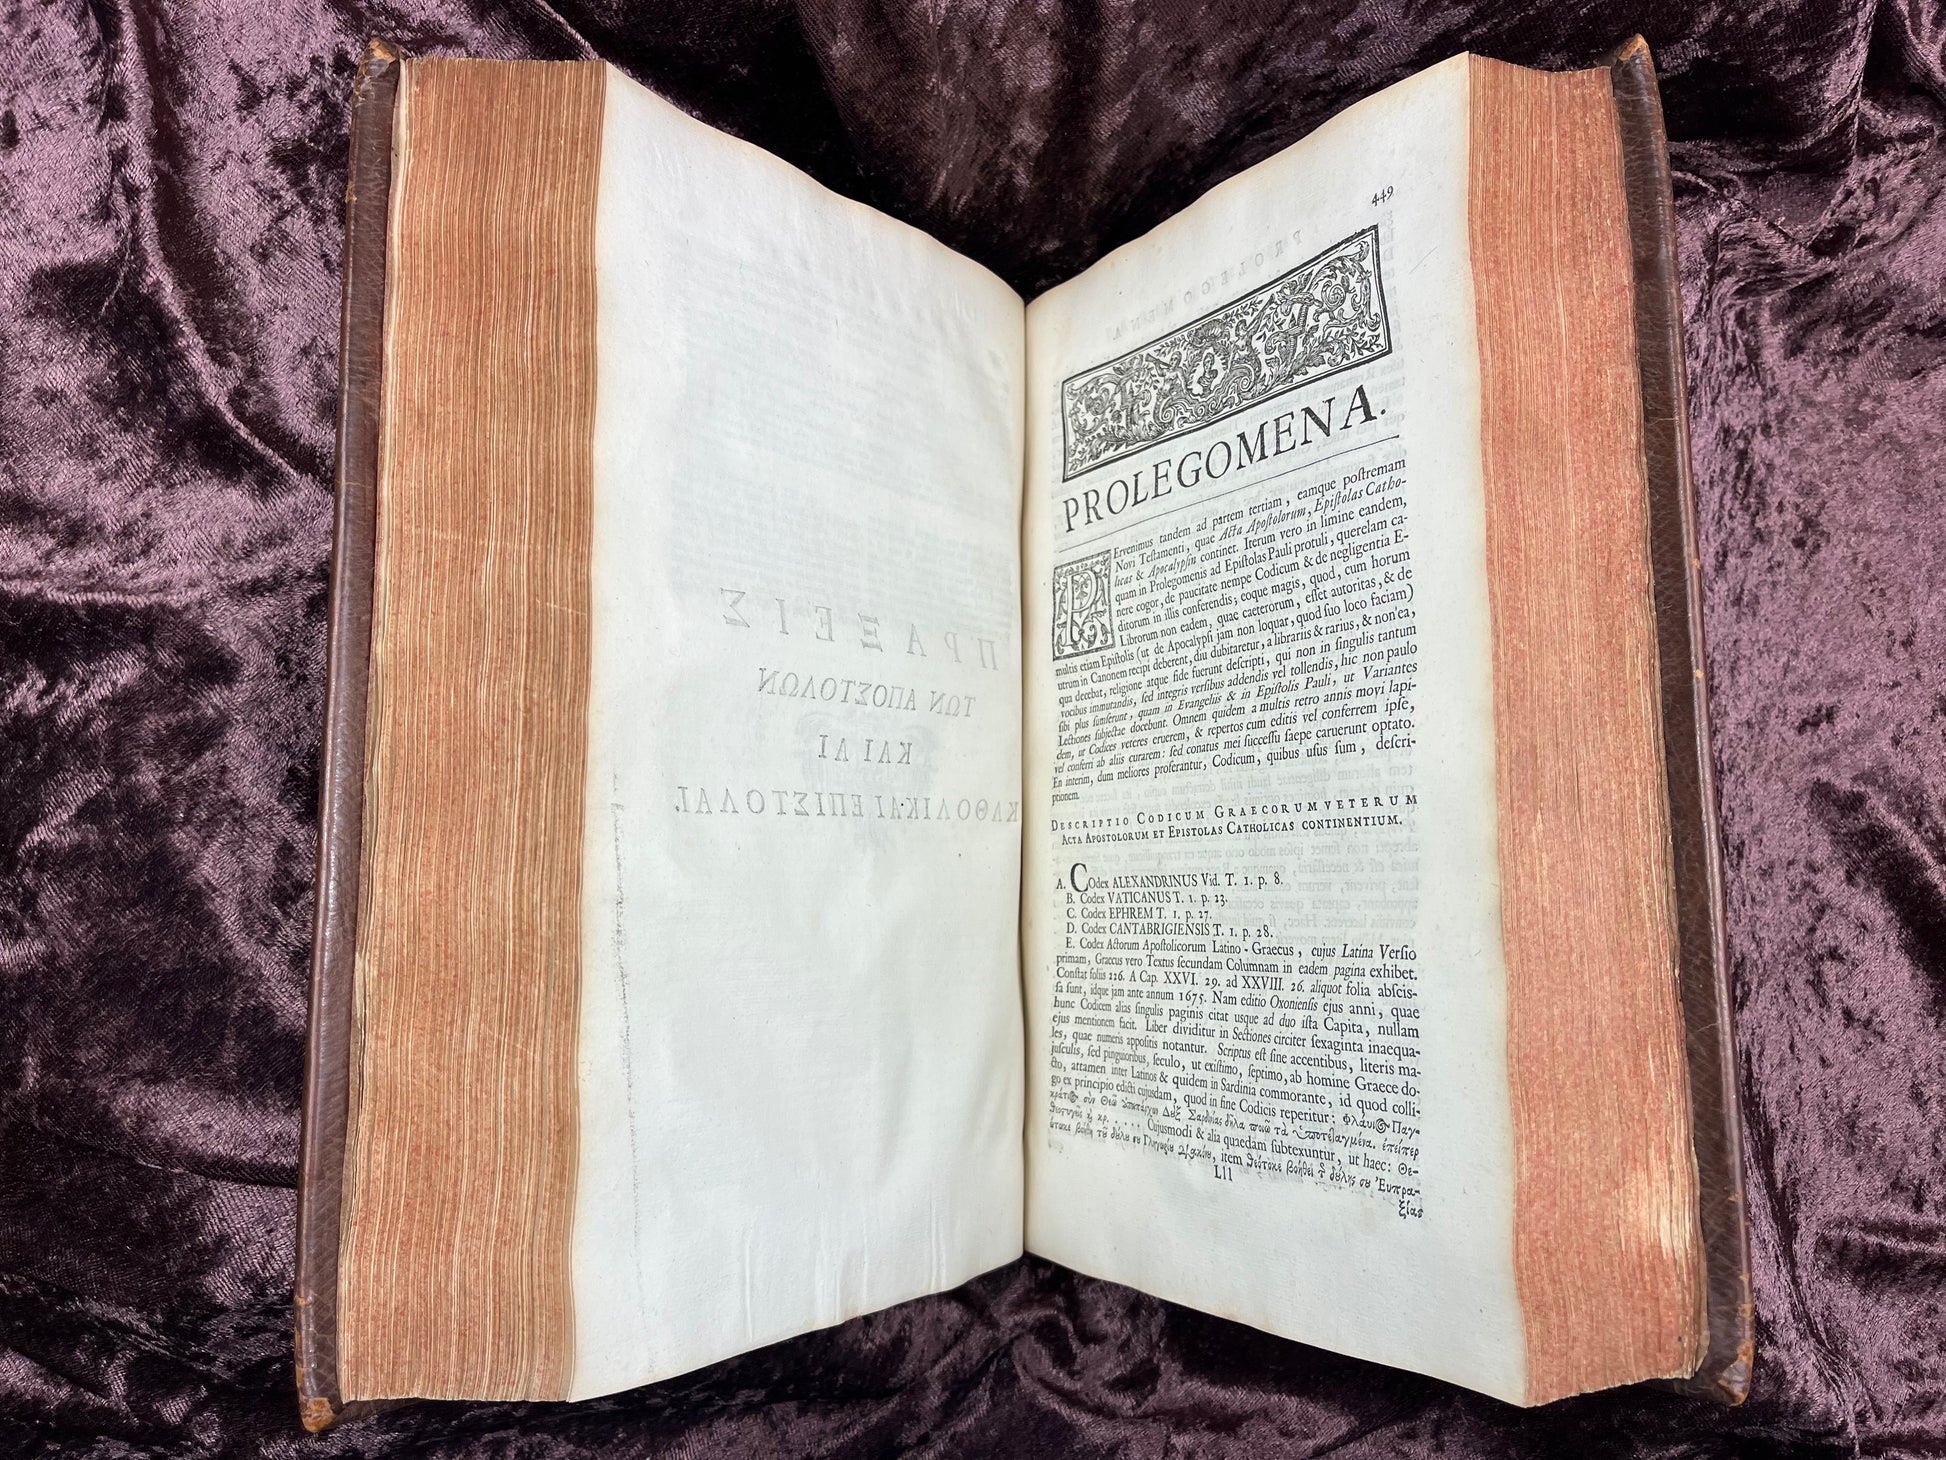 ΠΡΑΞΕΙΣ
ΤΩΝ ΑΠΟΣΤΟΛΩΝ
ΚΑΙ ΑΙ
ΚΑΘΟΛΙΚΑΙ ΕΠΙΣΤΟΛΑΙ.
449
PROLEGOMENA.
PErvenimus tandem ad partem tertiam, eamque poſtremam
Novi Teſtamenti, quae Acta Apoſtolorum, Epiſtolas Catho-
licas & Apocalypſin continet. Iterum vero in limine eandem,
quam in Prolegomenis ad Epiſtolas Pauli protuli, querelam ca-
nere cogor, de paucitate nempe Codicum & de negligentia E-
ditorum in illis conferendis; eoque magis, quod, cum horum
Librorum non eadem, quae caeterorum, eſſet autoritas, & de
multis etiam Epiſtolis (ut de Apocalypſi jam non loquar, quod ſuo loco faciam)
utrum in Canonem recipi deberent, diu dubitaretur, a librariis & rarius, & non ea,
qua decebat, religione atque fide fuerunt deſcripti, qui non in ſingulis tantum
vocibus immutandis, ſed integris verſibus addendis vel tollendis, hic non paulo
ſibi plus ſumſerunt, quam in Evangeliis & in Epiſtolis Pauli, ut Variantes
Lectiones ſubjectae docebunt. Omnem quidem a multis retro annis movi lapi-
dem, ut Codices veteres eruerem, & repertos cum editis vel conferrem ipſe,
vel conferri ab aliis curarem: ſed conatus mei ſucceſſu ſaepe caruerunt optato.
En interim, dum meliores proferantur, Codicum, quibus uſus ſum, deſcri-
ptionem.
DESCRIPTIO CODICUM GRAECORUM VETERUM
ACTA APOSTOLORUM ET EPISTOLAS CATHOLICAS CONTINENTIUM.
A. COdex ALEXANDRINUS Vid. T. 1. p. 8.
B. Codex VATICANUS T. 1. p. 23.
C. Codex EPHREM T. 1. p. 27.
D. Codex CANTABRIGIENSIS T. 1. p. 28.
E. Codex Actorum Apoſtolicorum Latino-Graecus, cujus Latina Verſio
primam, Graecus vero Textus ſecundam Columnam in eadem pagina exhibet.
Conſtat foliis 226. A Cap. XXVI. 29. ad XXVIII. 26. aliquot folia abſciſ-
ſa ſunt, idque jam ante annum 1675. Nam editio Oxonienſis ejus anni, quae
hunc Codicem alias ſingulis paginis citat usque ad duo iſta Capita, nullam
ejus mentionem facit. Liber dividitur in Sectiones circiter ſexaginta inaequa-
les, quae numeris appoſitis notantur. Scriptus eſt ſine accentibus, literis ma-
juſculis, ſed pinguioribus, ſeculo, ut exiſtimo, ſeptimo, ab homine Graece do-
cto, attamen inter Latinos & quidem in Sardinia commorante, id quod colli-
go ex principio edicti cujusdam, quod in fine Codicis reperitur: Φλάυιος Παγ-
κράτιος συν Θεῶ
. . . . Cujusmodi & alia quaedam ſubtexuntur, ut haec: Θε-
item
Lll
ξίας